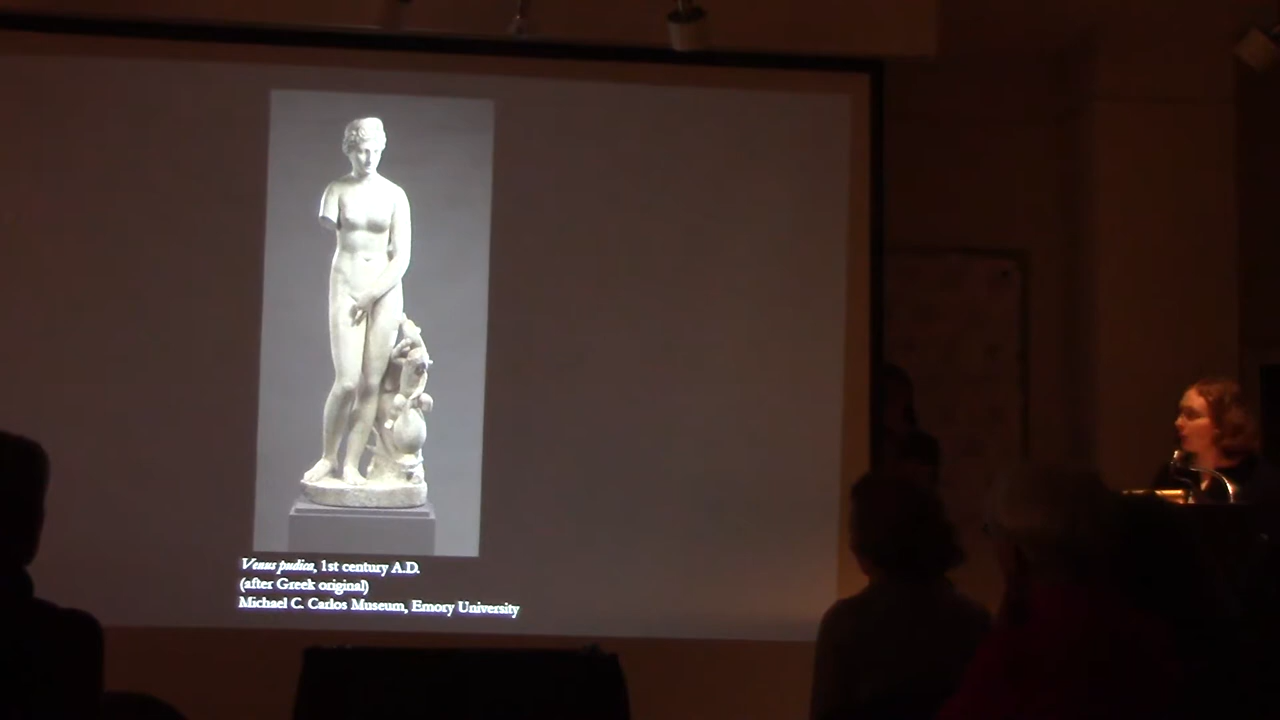 Venus pudica, 1st century A.D.
(after Greek original)
Michael C. Carlos Museum, Emory University